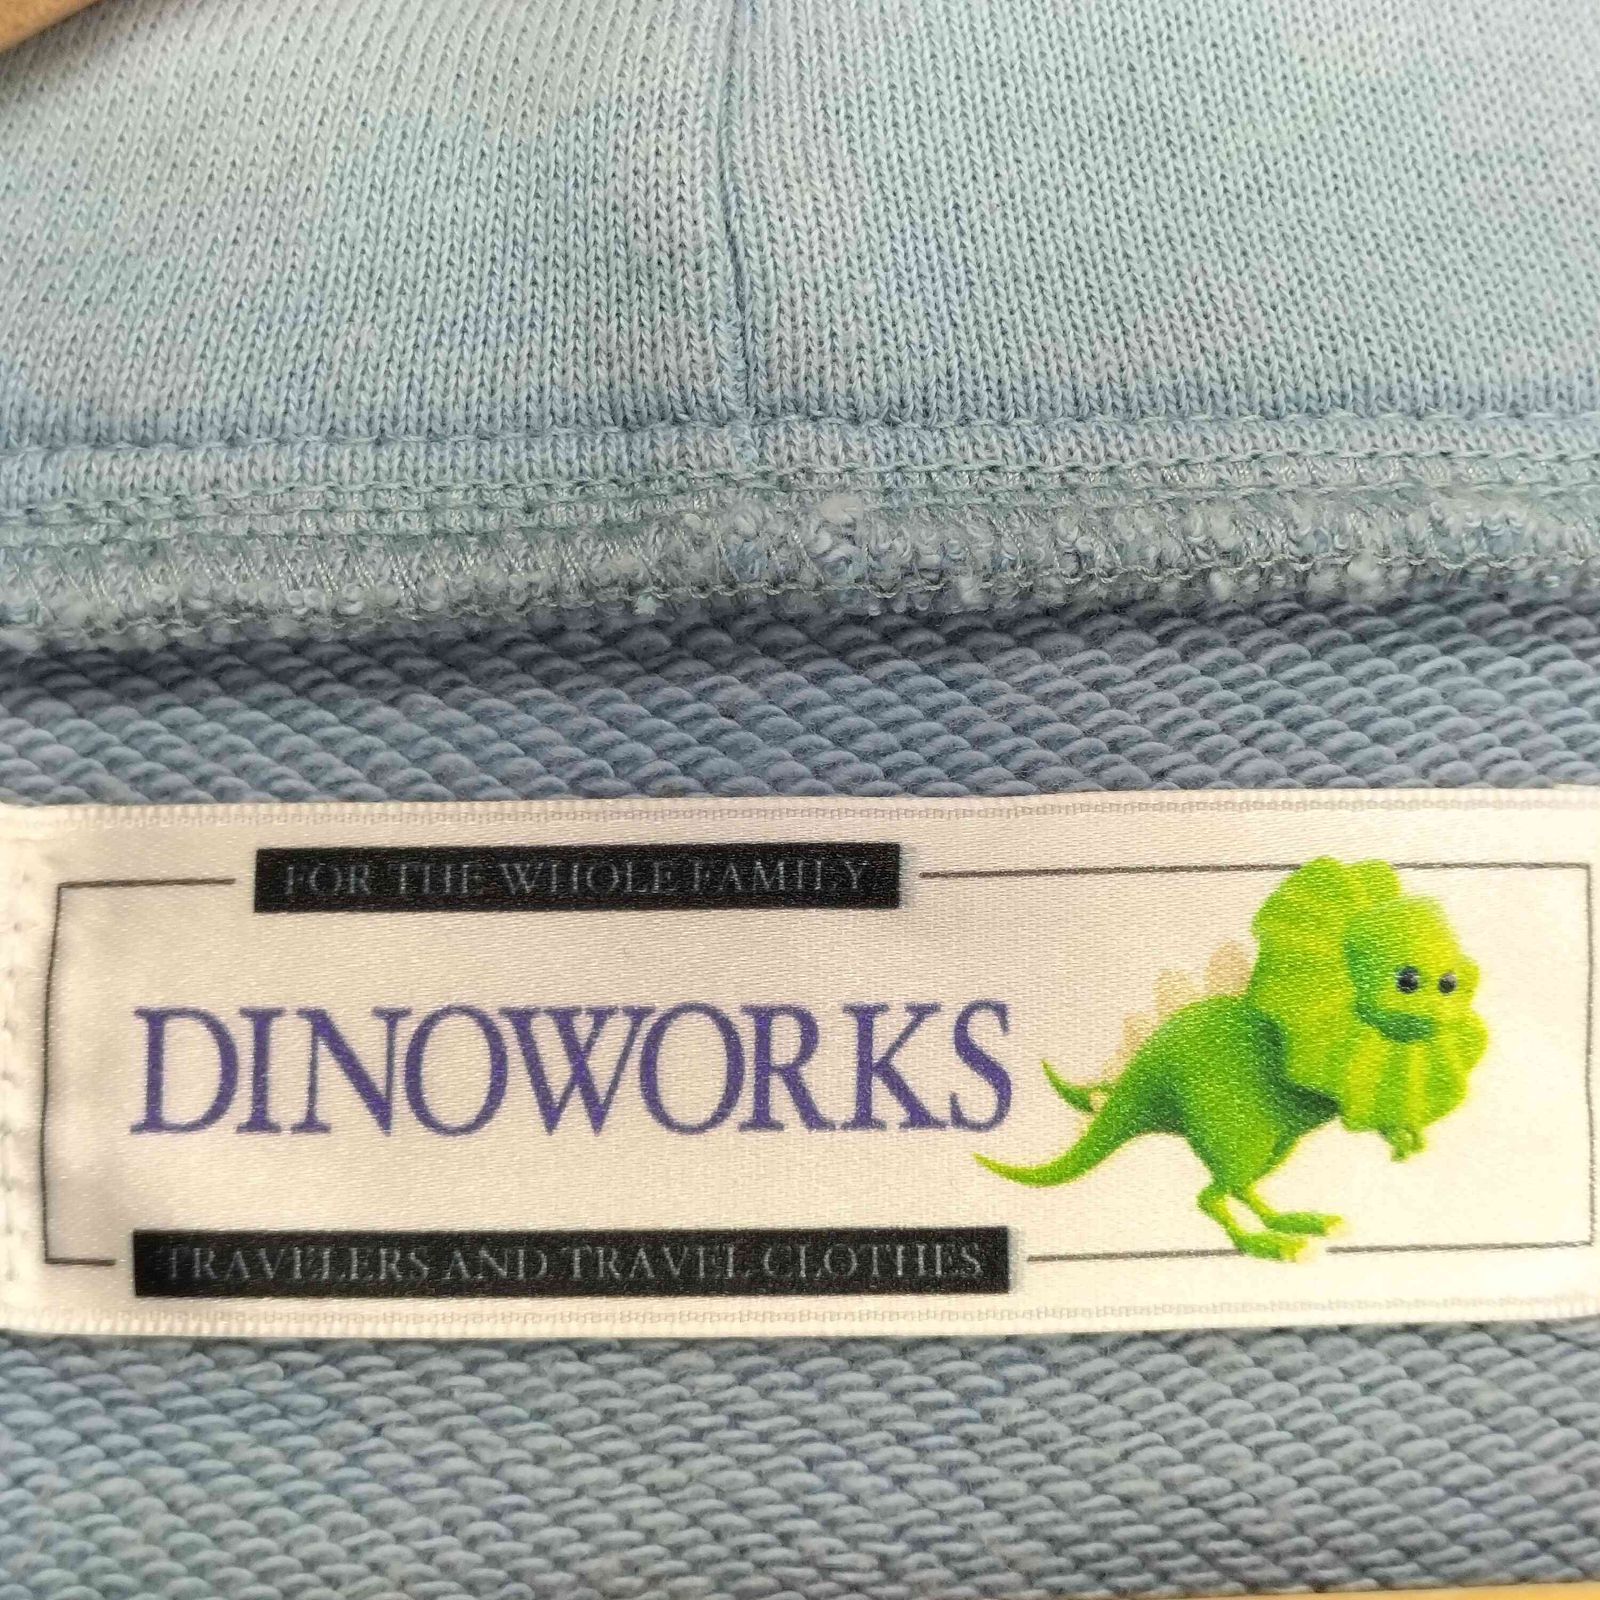 FOR THE WHOLE FAMILY
DINOWORKS
TRAVELERS AND TRAVEL CLOTHES